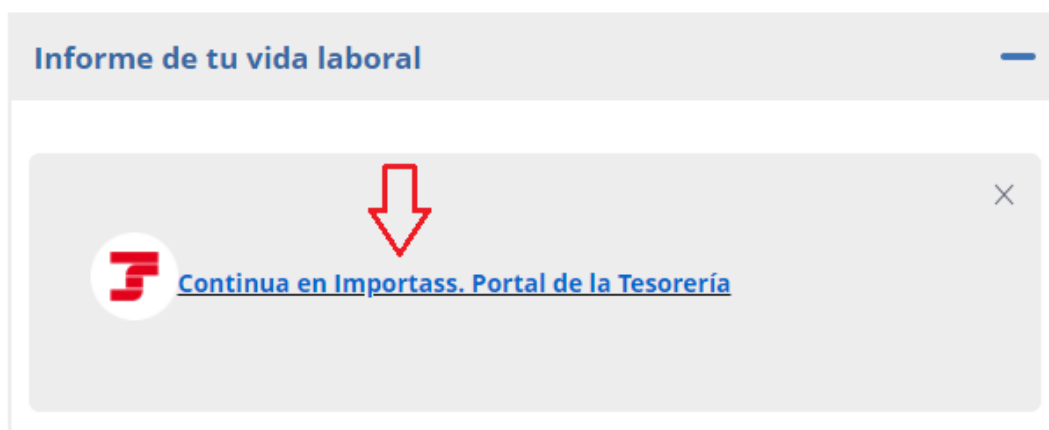 Informe de tu vida laboral
Continua en Importass. Portal de la Tesorería